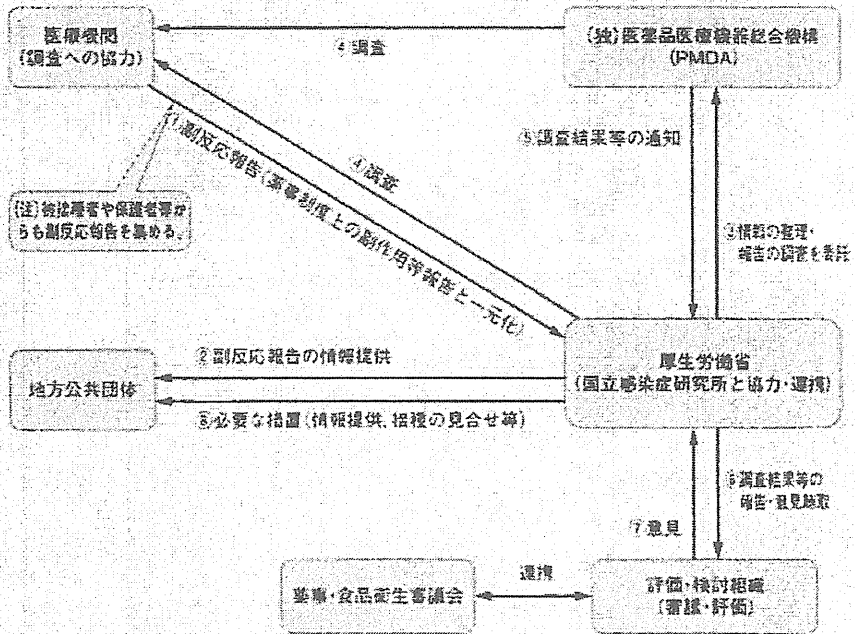 医療機関
(調査への協力)
(独)医薬品医療機器総合機構
(PMDA)
④調査
①副反応報告(薬事制度上の副作用等報告と一元化)
④調査
⑤調査結果等の通知
③情報の整理・
報告の調査を委託
(注)被接種者や保護者等か
らも副反応報告を集める。
厚生労働省
(国立感染症研究所と協力・連携)
②副反応報告の情報提供
地方公共団体
⑧必要な措置(情報提供、接種の見合せ等)
⑥調査結果等の
報告・意見聴取
⑦意見
薬事・食品衛生審議会
連携
評価・検討組織
(審議・評価)